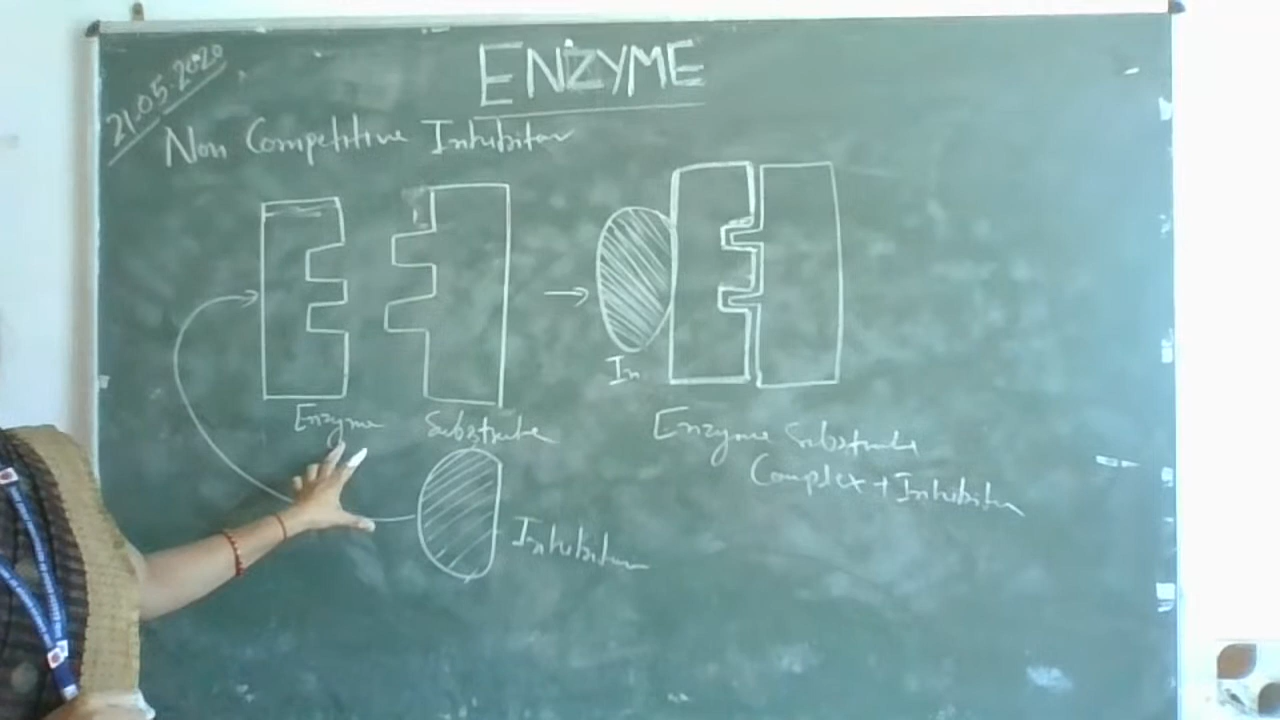 21.05.2020
ENZYME
Non Competitive Inhibitor
In
Enzyme
Substrate
Enzyme Substrate
Complex + Inhibitor
Inhibitor